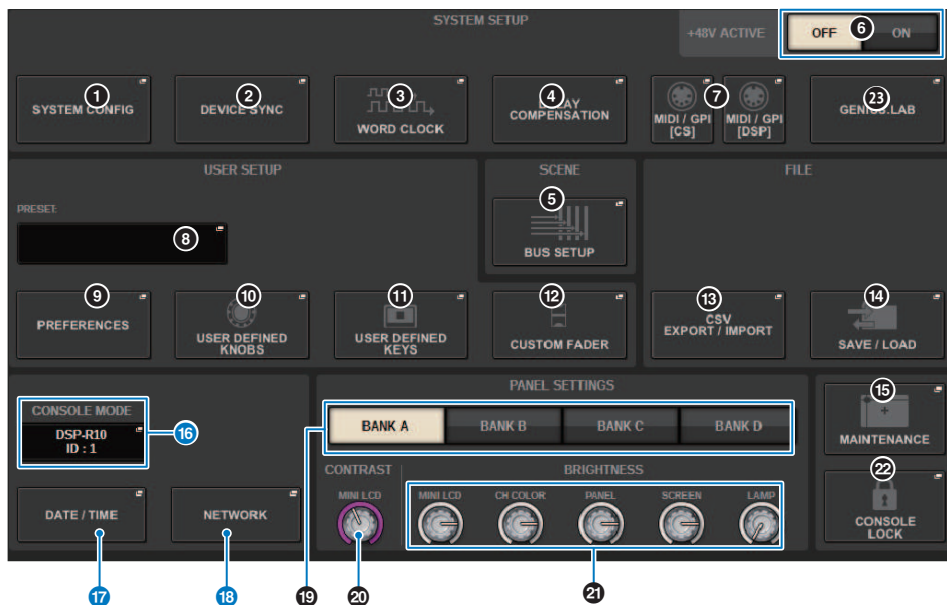 SYSTEM SETUP
+48V ACTIVE
OFF 6 ON
1 2 3 4 7 23
SYSTEM CONFIG
DEVICE SYNC
WORD CLOCK
DELAY
COMPENSATION
MIDI / GPI
[CS]
MIDI / GPI
[DSP]
USER SETUP
SCENE
FILE
PRESET:
8
5
BUS SETUP
9
PREFERENCES
10
USER DEFINED
KNOBS
11
USER DEFINED
KEYS
12
CUSTOM FADER
13
CSV
EXPORT / IMPORT
14
SAVE / LOAD
CONSOLE MODE
DSP-R10
ID : 1
16
PANEL SETTINGS
BANK A BANK B BANK C BANK D
15
MAINTENANCE
CONTRAST
BRIGHTNESS
MINI LCD
MINI LCD CH COLOR PANEL SCREEN LAMP
22
CONSOLE
LOCK
DATE / TIME
NETWORK
17 18 19 20 21